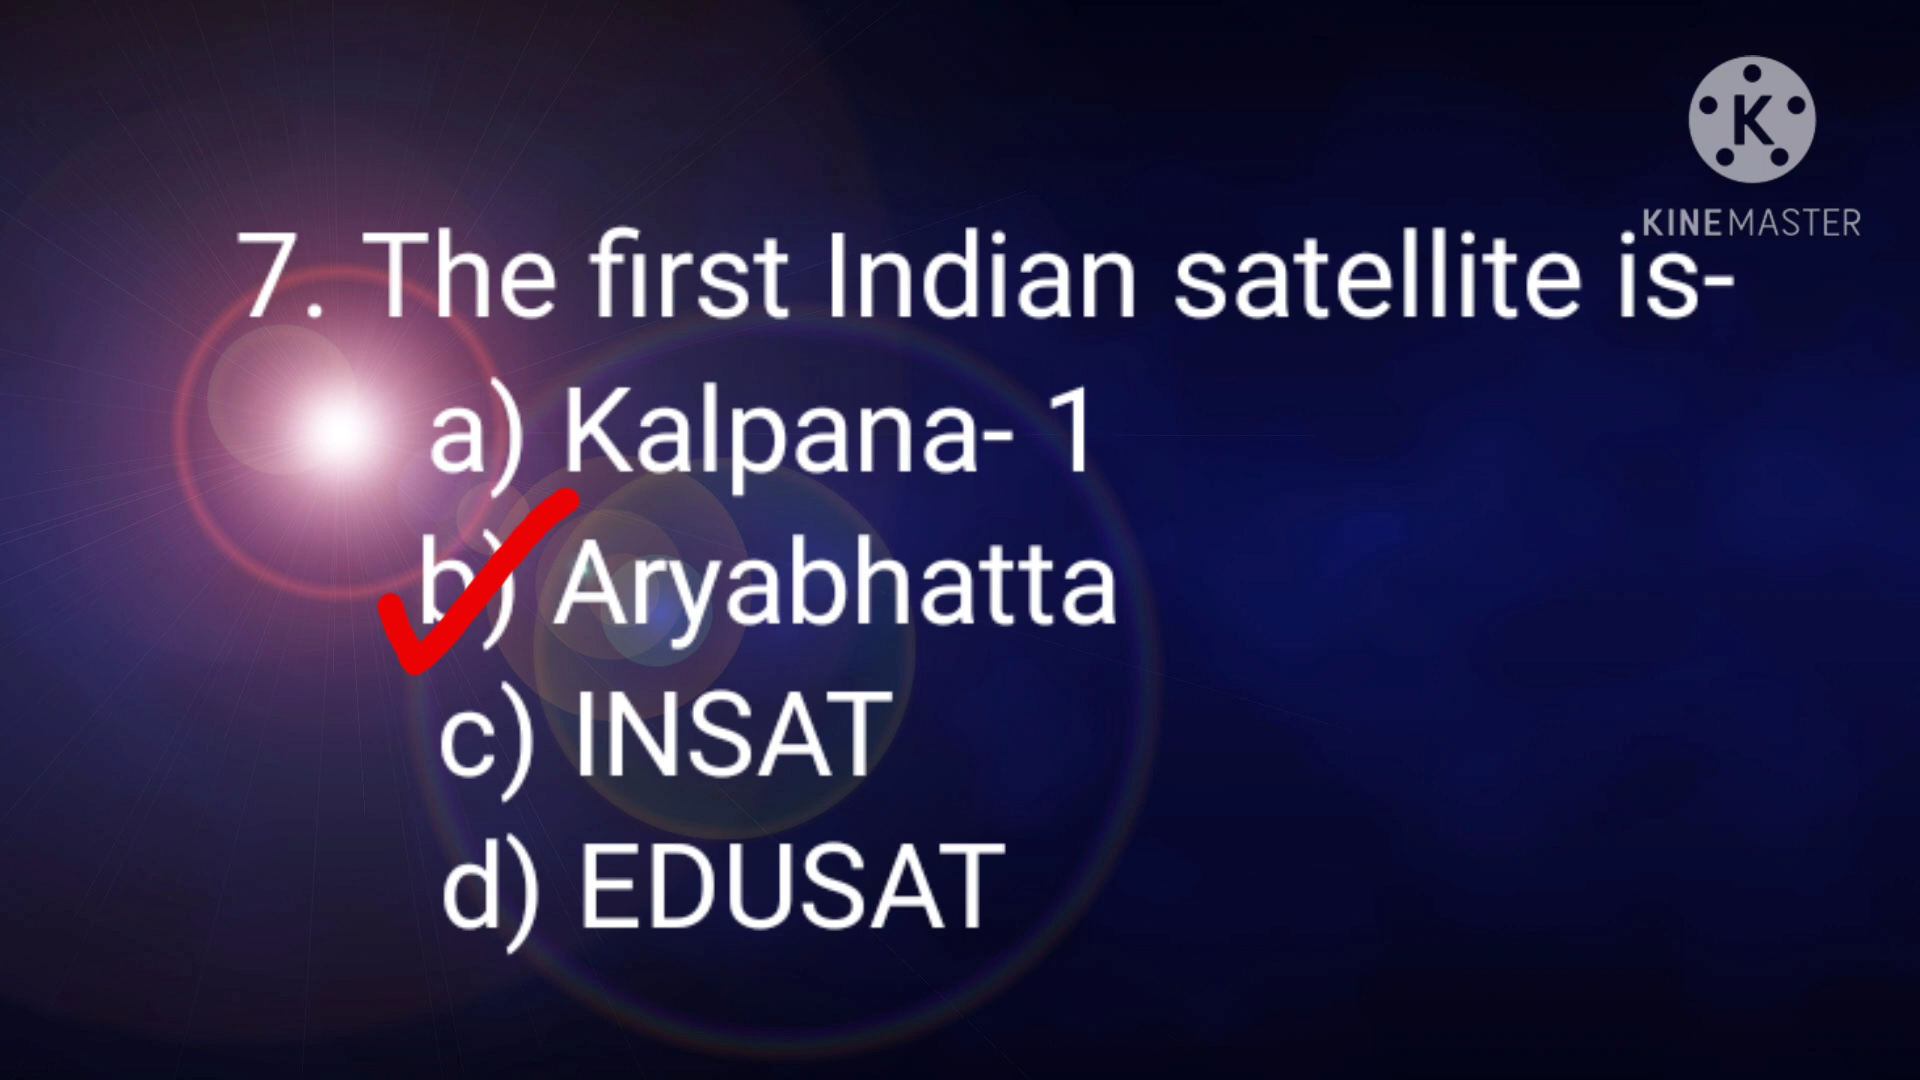 K
KINEMASTER
7. The first Indian satellite is-
a) Kalpana- 1
b) Aryabhatta
c) INSAT
d) EDUSAT